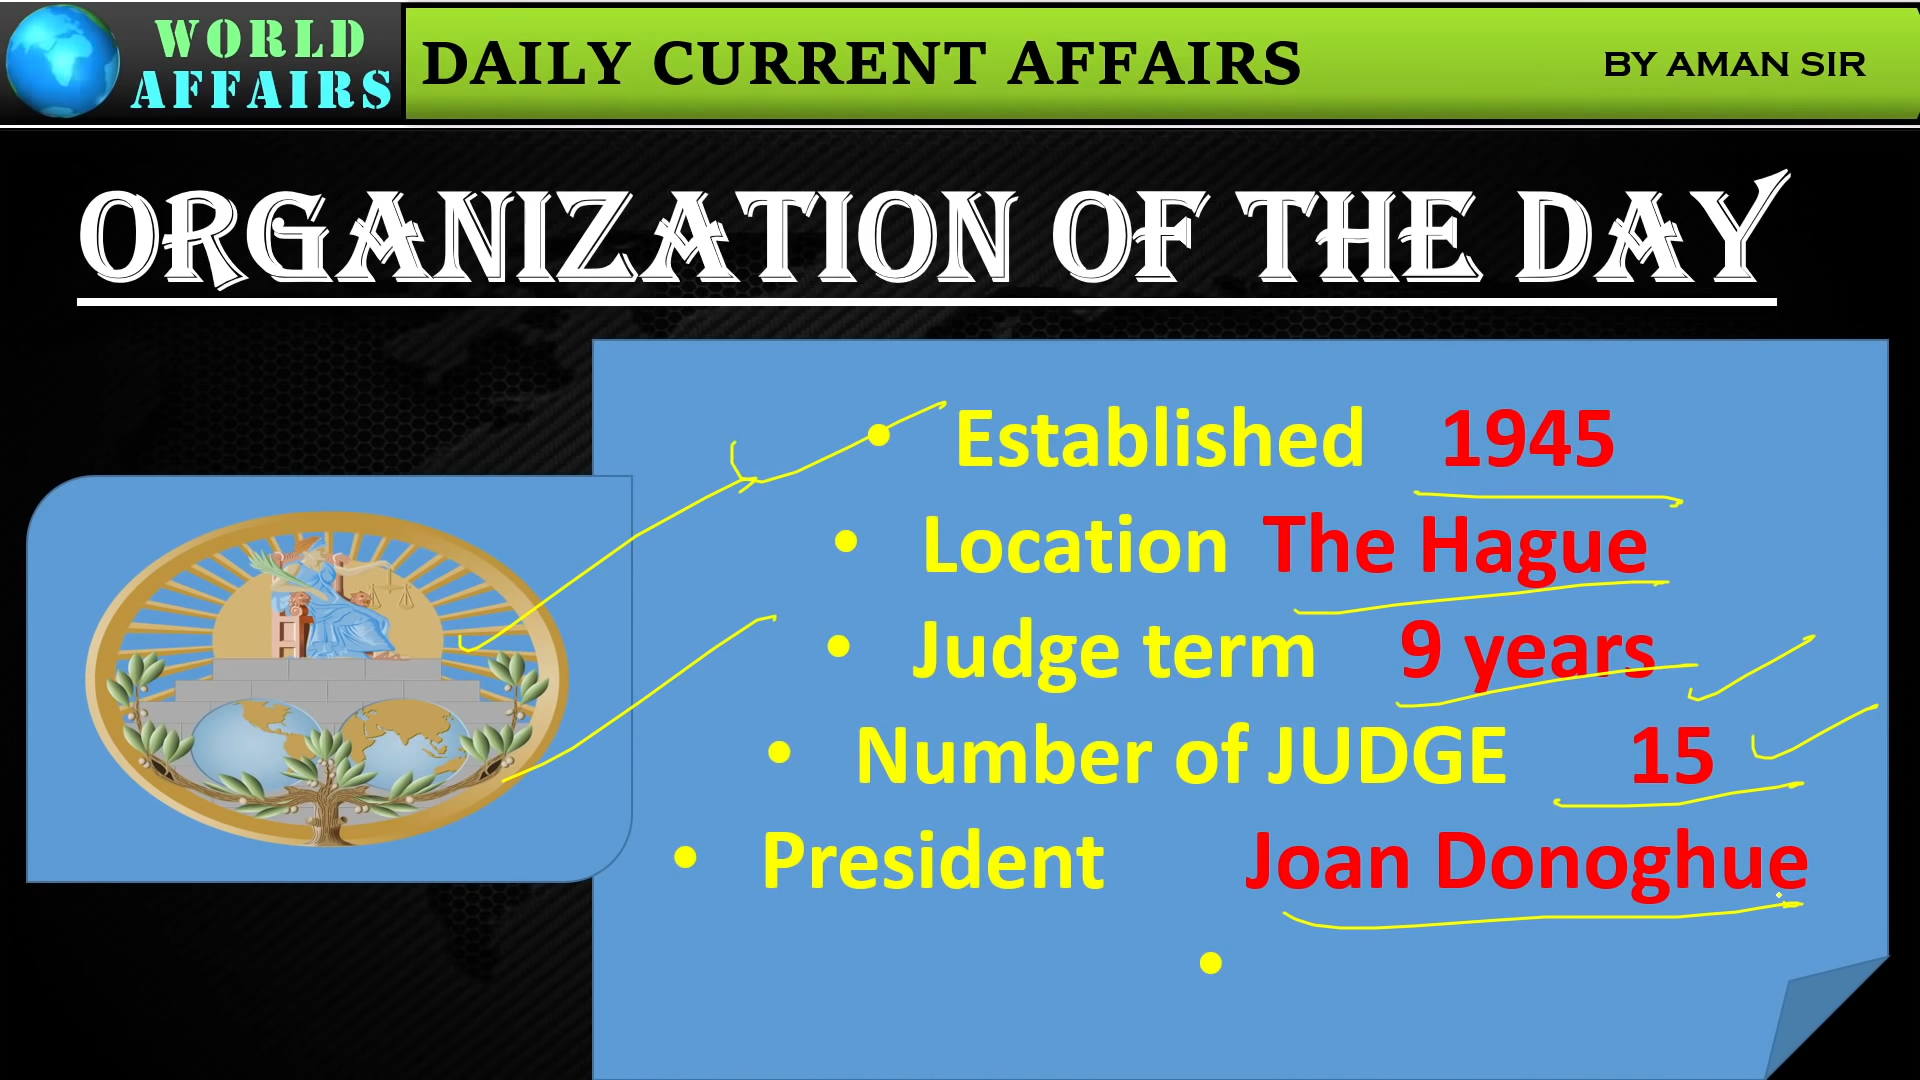 WORLD
AFFAIRS
DAILY CURRENT AFFAIRS
BY AMAN SIR
ORGANIZATION OF THE DAY
• Established 1945
• Location The Hague
• Judge term 9 years
• Number of JUDGE 15
• President Joan Donoghue
•